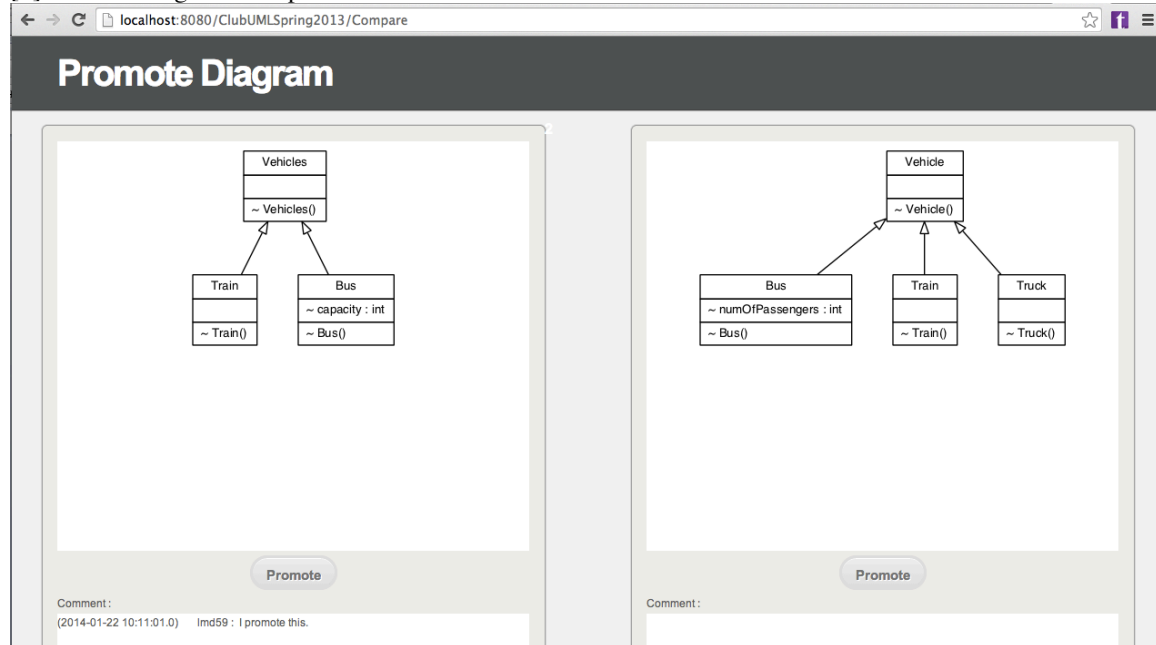 localhost:8080/ClubUMLSpring2013/Compare
Promote Diagram
2
Vehicles
~ Vehicles()
Train
~ Train()
Bus
~ capacity : int
~ Bus()
Promote
Comment :
(2014-01-22 10:11:01.0) lmd59 : I promote this.
Vehicle
~ Vehicle()
Bus
~ numOfPassengers : int
~ Bus()
Train
~ Train()
Truck
~ Truck()
Promote
Comment :